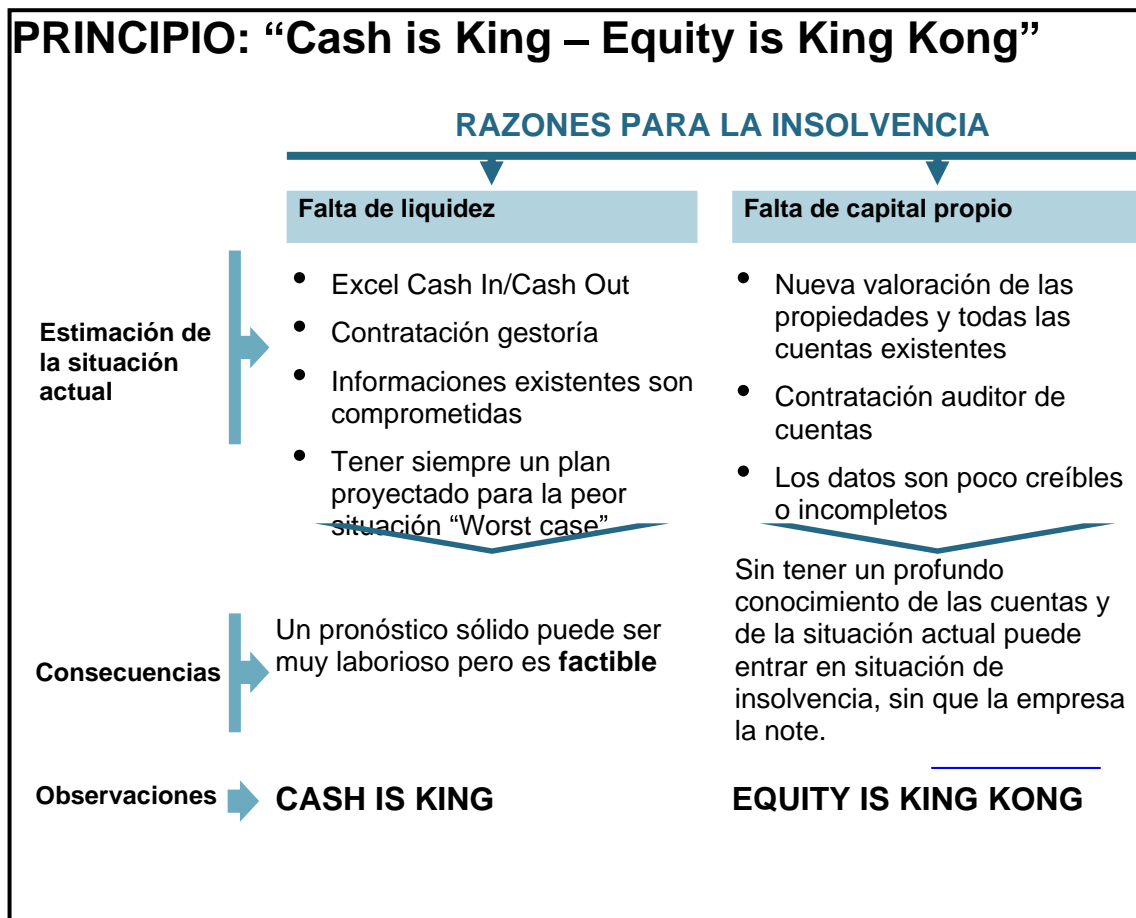 PRINCIPIO: “Cash is King – Equity is King Kong”
RAZONES PARA LA INSOLVENCIA
Falta de liquidez
Falta de capital propio
Estimación de
la situación
actual
• Excel Cash In/Cash Out
• Contratación gestoría
• Informaciones existentes son
comprometidas
• Tener siempre un plan
proyectado para la peor
situación “Worst case”
• Nueva valoración de las
propiedades y todas las
cuentas existentes
• Contratación auditor de
cuentas
• Los datos son poco creíbles
o incompletos
Consecuencias
Un pronóstico sólido puede ser
muy laborioso pero es factible
Sin tener un profundo
conocimiento de las cuentas y
de la situación actual puede
entrar en situación de
insolvencia, sin que la empresa
la note.
Observaciones
CASH IS KING
EQUITY IS KING KONG